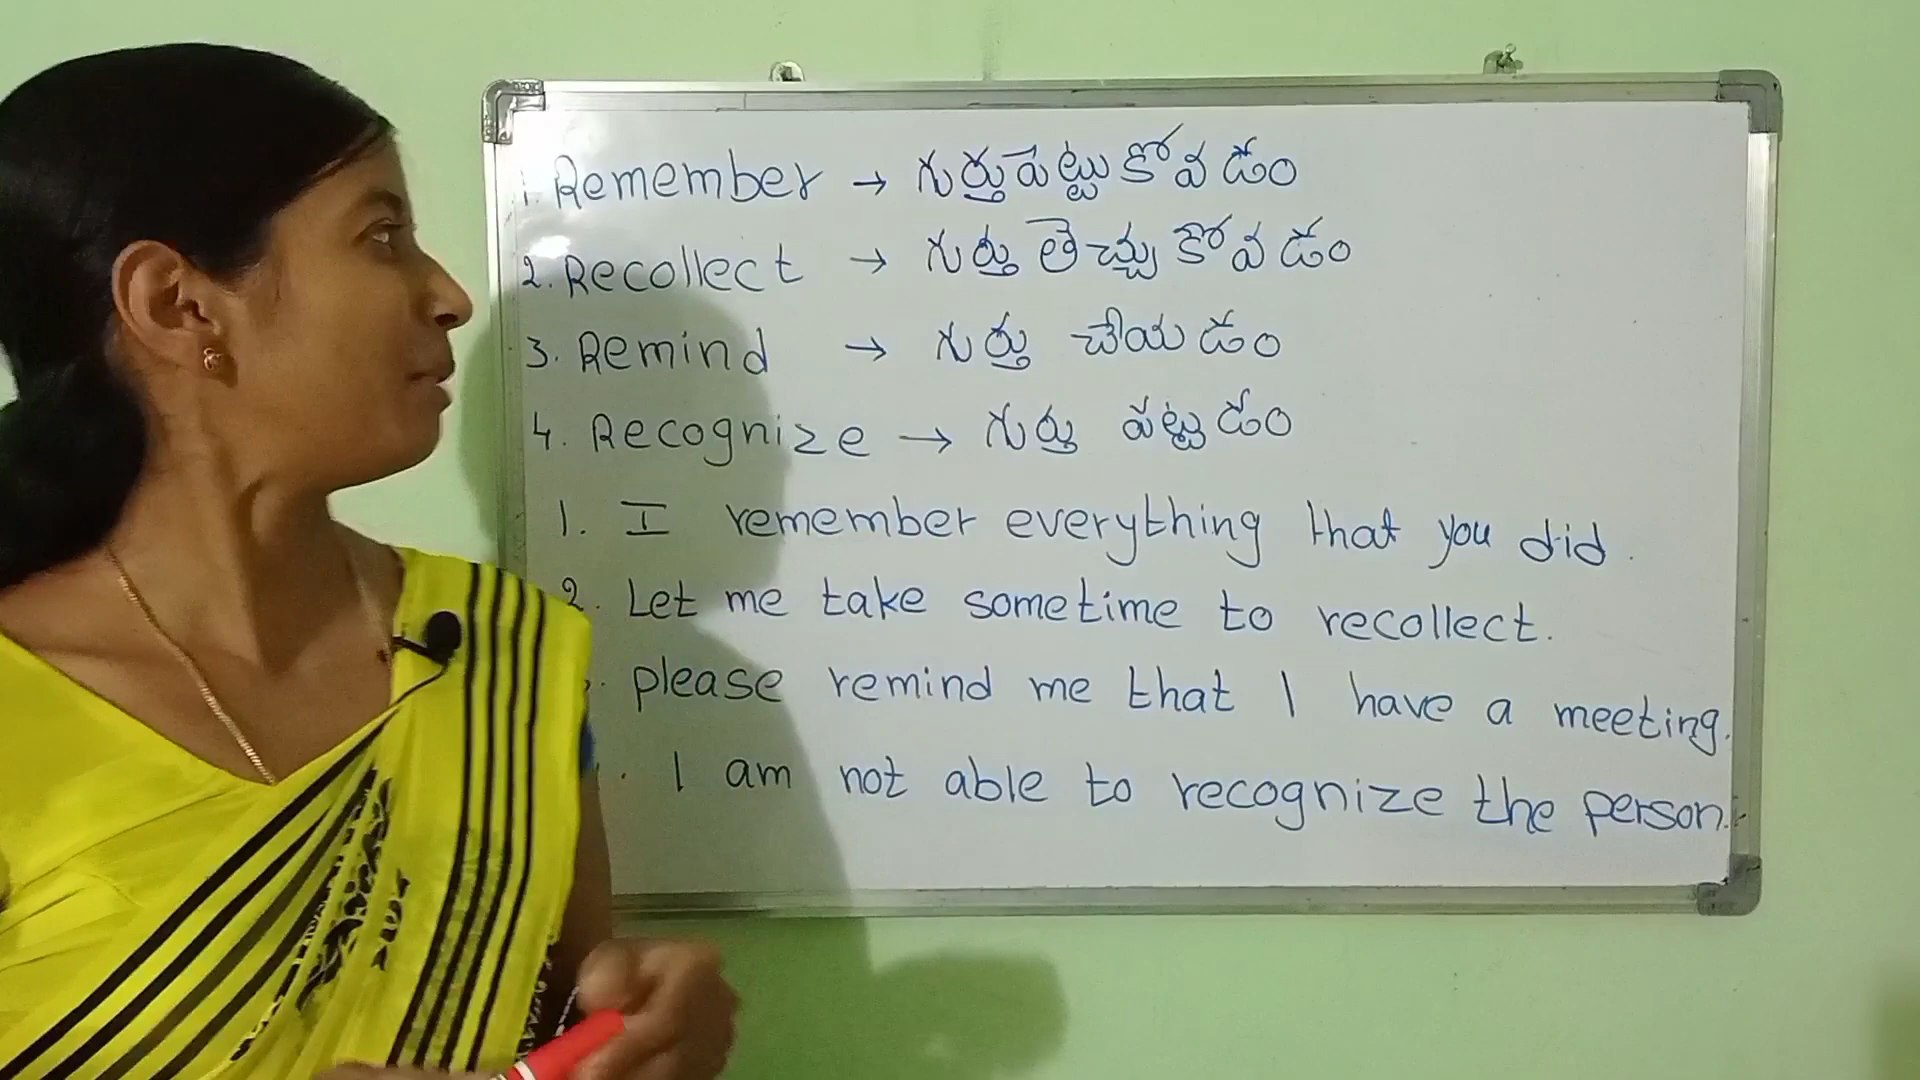 1. Remember → గుర్తుపెట్టుకోవడం
2. Recollect → గుర్తు తెచ్చుకోవడం
3. Remind → గుర్తు చేయడం
4. Recognize → గుర్తు పట్టడం
1. I remember everything that you did.
2. Let me take sometime to recollect.
please remind me that I have a meeting.
I am not able to recognize the person.